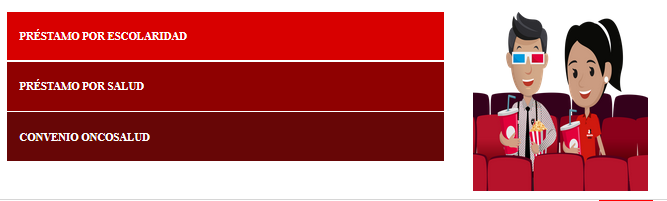 PRÉSTAMO POR ESCOLARIDAD
PRÉSTAMO POR SALUD
CONVENIO ONCOSALUD